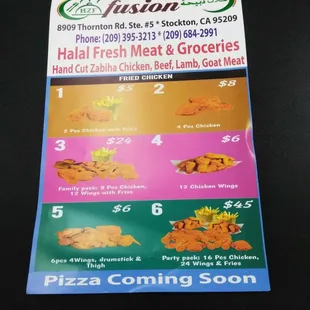 fusion
8909 Thornton Rd. Ste. #5 * Stockton, CA 95209
Phone: (209) 395-3213 * (209) 684-2991
Halal Fresh Meat & Groceries
Hand Cut Zabiha Chicken, Beef, Lamb, Goat Meat
FRIED CHICKEN
1 $5
2 Pcs Chicken with Fries
2 $8
4 Pcs Chicken
3 $24
Family pack: 8 Pcs Chicken,
12 Wings with Fries
4 $6
12 Chicken Wings
5 $6
6pcs 4Wings, drumstick &
Thigh
6 $45
Party pack: 16 Pcs Chicken,
24 Wings & Fries
Pizza Coming Soon